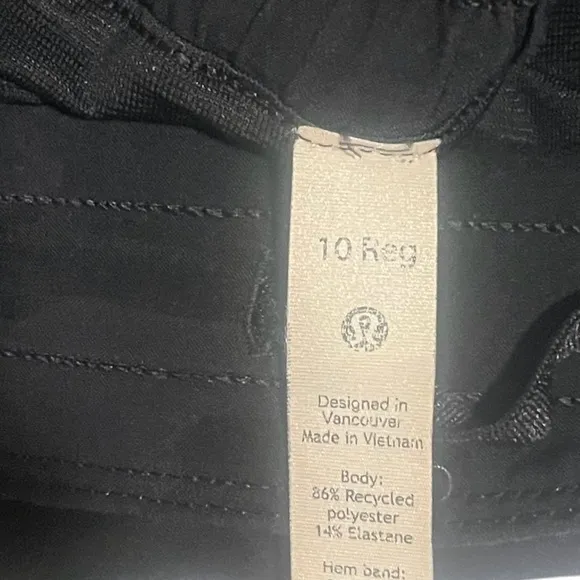 10 Reg
Designed in
Vancouver
Made in Vietnam
Body:
86% Recycled
polyester
14% Elastane
Hem band: